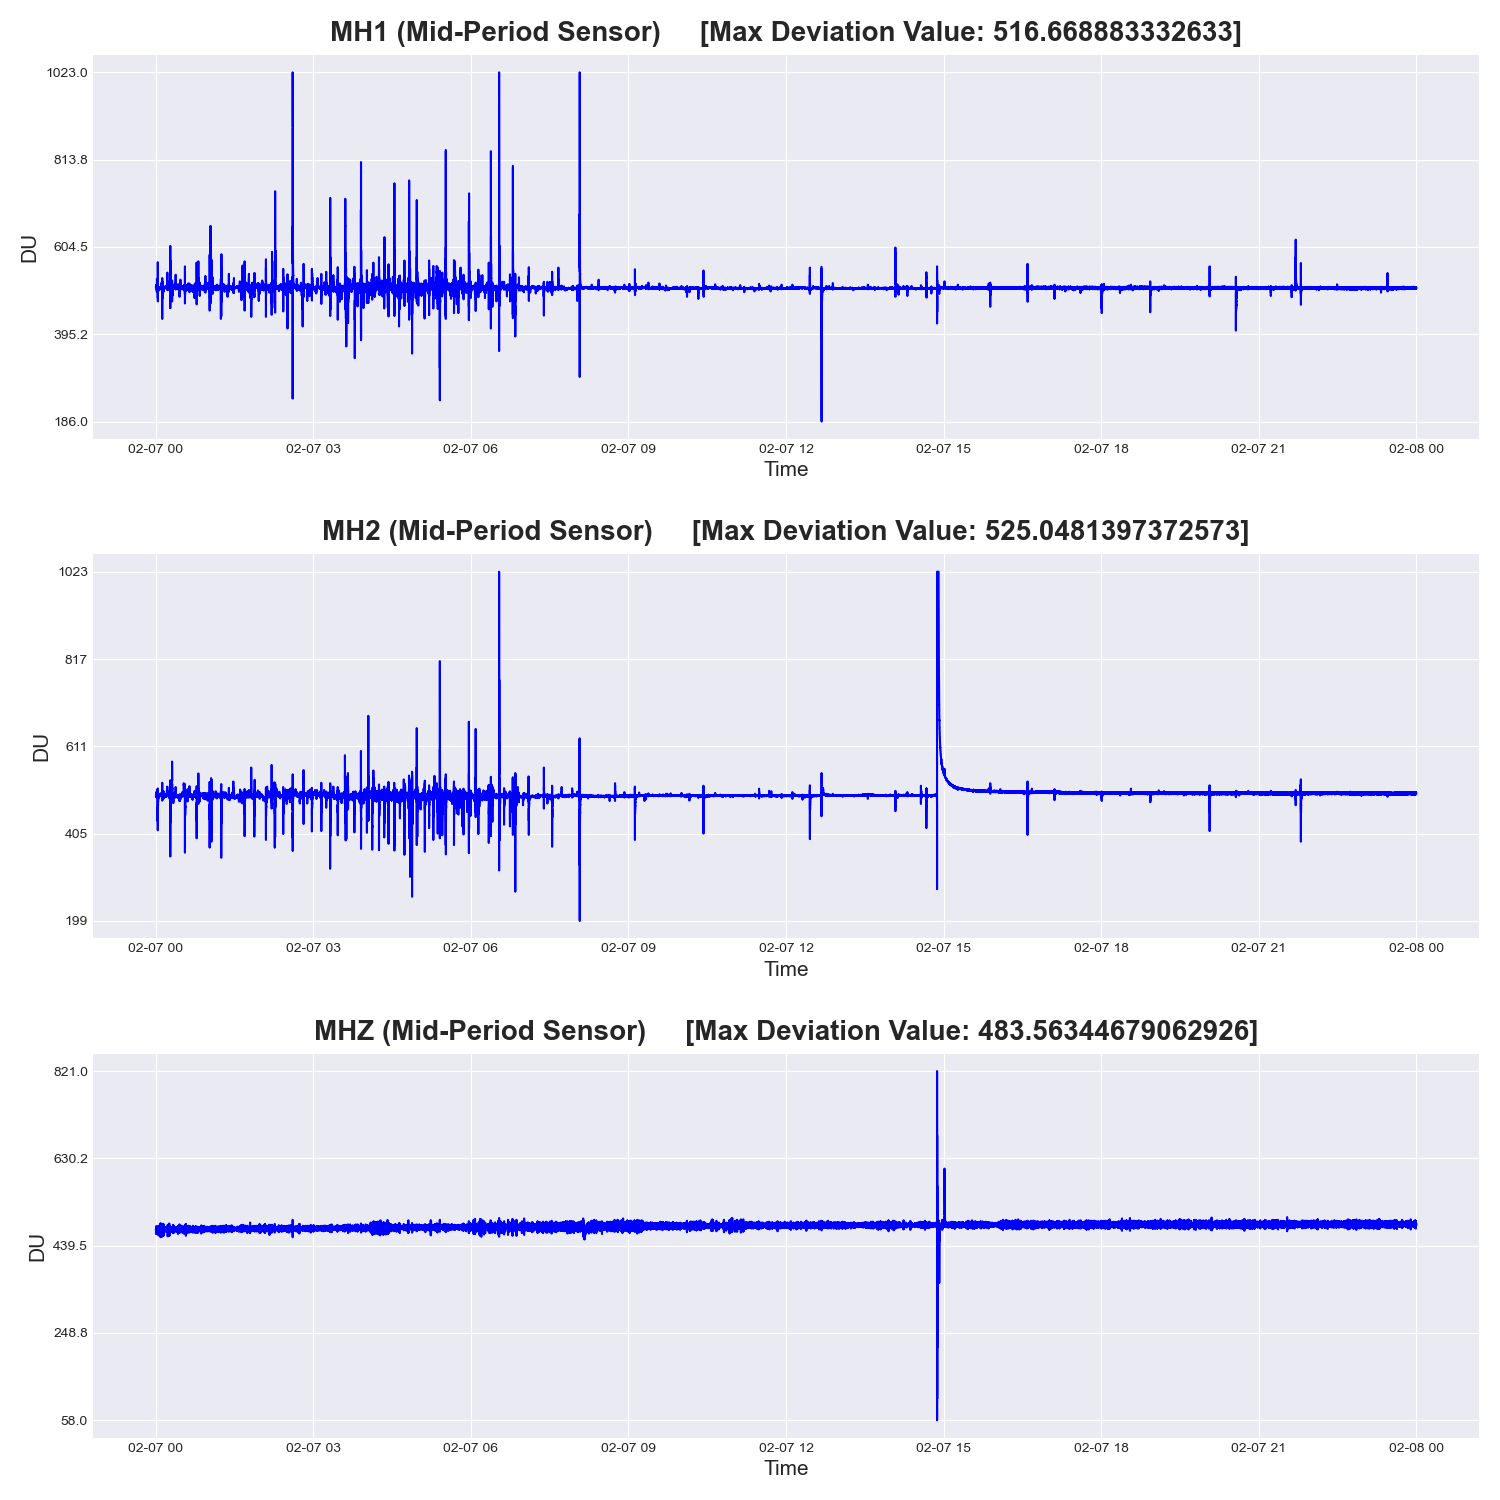 MH1 (Mid-Period Sensor) [Max Deviation Value: 516.668883332633]
1023.0
813.8
604.5
395.2
186.0
DU
02-07 00 02-07 03 02-07 06 02-07 09 02-07 12 02-07 15 02-07 18 02-07 21 02-08 00
Time
MH2 (Mid-Period Sensor) [Max Deviation Value: 525.0481397372573]
1023
817
611
405
199
DU
02-07 00 02-07 03 02-07 06 02-07 09 02-07 12 02-07 15 02-07 18 02-07 21 02-08 00
Time
MHZ (Mid-Period Sensor) [Max Deviation Value: 483.56344679062926]
821.0
630.2
439.5
248.8
58.0
DU
02-07 00 02-07 03 02-07 06 02-07 09 02-07 12 02-07 15 02-07 18 02-07 21 02-08 00
Time